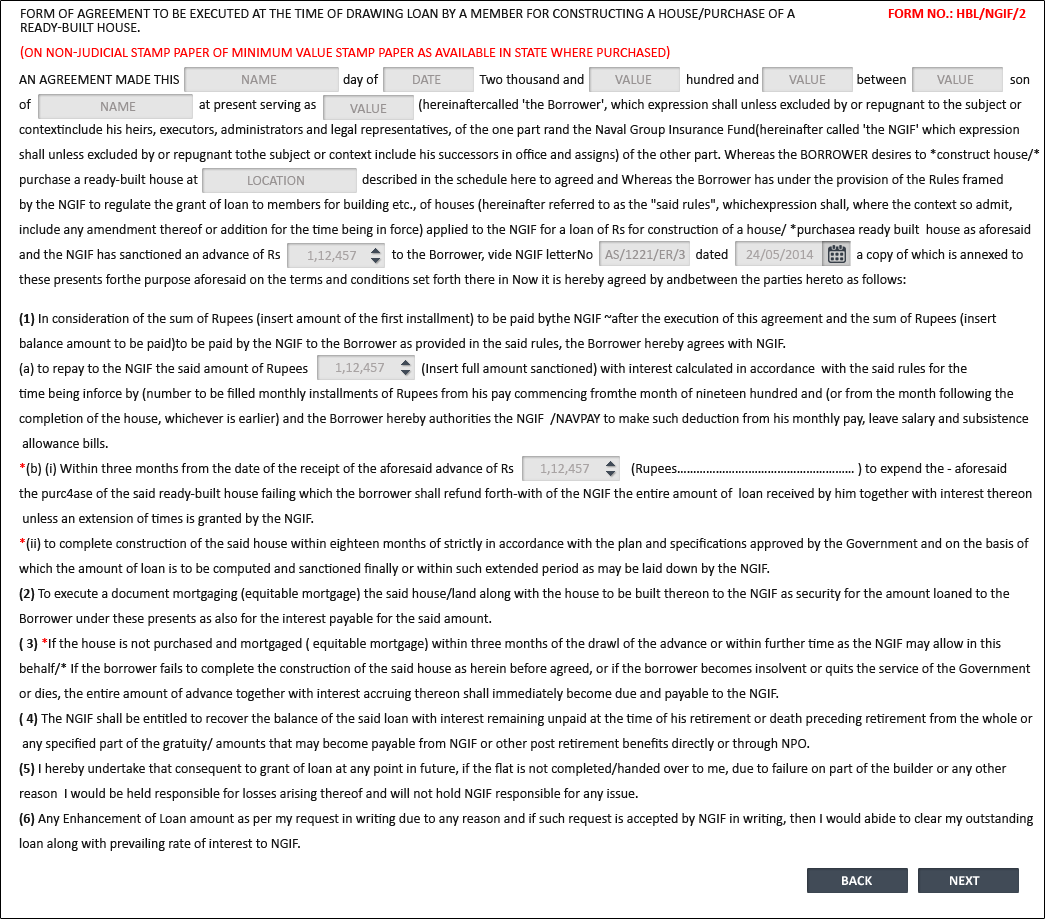 FORM OF AGREEMENT TO BE EXECUTED AT THE TIME OF DRAWING LOAN BY A MEMBER FOR CONSTRUCTING A HOUSE/PURCHASE OF A
READY-BUILT HOUSE.
FORM NO.: HBL/NGIF/2
(ON NON-JUDICIAL STAMP PAPER OF MINIMUM VALUE STAMP PAPER AS AVAILABLE IN STATE WHERE PURCHASED)
AN AGREEMENT MADE THIS NAME day of DATE Two thousand and VALUE hundred and VALUE between VALUE son
of NAME at present serving as VALUE (hereinaftercalled 'the Borrower', which expression shall unless excluded by or repugnant to the subject or
contextinclude his heirs, executors, administrators and legal representatives, of the one part rand the Naval Group Insurance Fund(hereinafter called 'the NGIF' which expression
shall unless excluded by or repugnant tothe subject or context include his successors in office and assigns) of the other part. Whereas the BORROWER desires to *construct house/*
purchase a ready-built house at LOCATION described in the schedule here to agreed and Whereas the Borrower has under the provision of the Rules framed
by the NGIF to regulate the grant of loan to members for building etc., of houses (hereinafter referred to as the "said rules", whichexpression shall, where the context so admit,
include any amendment thereof or addition for the time being in force) applied to the NGIF for a loan of Rs for construction of a house/ *purchasea ready built house as aforesaid
and the NGIF has sanctioned an advance of Rs 1,12,457 to the Borrower, vide NGIF letterNo AS/1221/ER/3 dated 24/05/2014 a copy of which is annexed to
these presents forthe purpose aforesaid on the terms and conditions set forth there in Now it is hereby agreed by andbetween the parties hereto as follows:
(1) In consideration of the sum of Rupees (insert amount of the first installment) to be paid bythe NGIF ~after the execution of this agreement and the sum of Rupees (insert
balance amount to be paid)to be paid by the NGIF to the Borrower as provided in the said rules, the Borrower hereby agrees with NGIF.
(a) to repay to the NGIF the said amount of Rupees 1,12,457 (Insert full amount sanctioned) with interest calculated in accordance with the said rules for the
time being inforce by (number to be filled monthly installments of Rupees from his pay commencing fromthe month of nineteen hundred and (or from the month following the
completion of the house, whichever is earlier) and the Borrower hereby authorities the NGIF /NAVPAY to make such deduction from his monthly pay, leave salary and subsistence
allowance bills.
*(b) (i) Within three months from the date of the receipt of the aforesaid advance of Rs 1,12,457 (Rupees....................................................... ) to expend the - aforesaid
the purc4ase of the said ready-built house failing which the borrower shall refund forth-with of the NGIF the entire amount of loan received by him together with interest thereon
unless an extension of times is granted by the NGIF.
*(ii) to complete construction of the said house within eighteen months of strictly in accordance with the plan and specifications approved by the Government and on the basis of
which the amount of loan is to be computed and sanctioned finally or within such extended period as may be laid down by the NGIF.
(2) To execute a document mortgaging (equitable mortgage) the said house/land along with the house to be built thereon to the NGIF as security for the amount loaned to the
Borrower under these presents as also for the interest payable for the said amount.
( 3) *If the house is not purchased and mortgaged ( equitable mortgage) within three months of the drawl of the advance or within further time as the NGIF may allow in this
behalf/* If the borrower fails to complete the construction of the said house as herein before agreed, or if the borrower becomes insolvent or quits the service of the Government
or dies, the entire amount of advance together with interest accruing thereon shall immediately become due and payable to the NGIF.
( 4) The NGIF shall be entitled to recover the balance of the said loan with interest remaining unpaid at the time of his retirement or death preceding retirement from the whole or
any specified part of the gratuity/ amounts that may become payable from NGIF or other post retirement benefits directly or through NPO.
(5) I hereby undertake that consequent to grant of loan at any point in future, if the flat is not completed/handed over to me, due to failure on part of the builder or any other
reason I would be held responsible for losses arising thereof and will not hold NGIF responsible for any issue.
(6) Any Enhancement of Loan amount as per my request in writing due to any reason and if such request is accepted by NGIF in writing, then I would abide to clear my outstanding
loan along with prevailing rate of interest to NGIF.
BACK NEXT